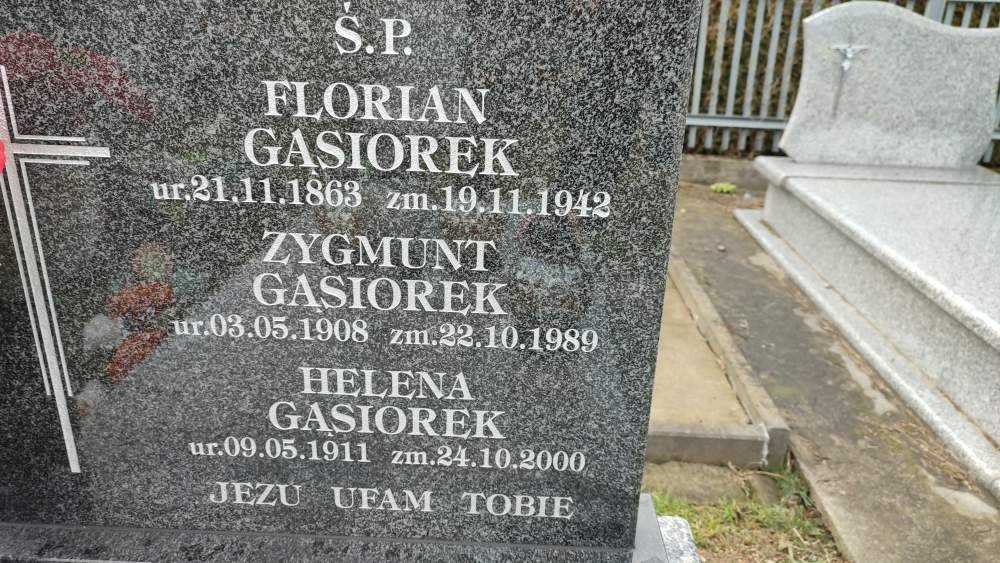 Ś.P.
FLORIAN
GĄSIOREK
ur.21.11.1863 zm.19.11.1942
ZYGMUNT
GĄSIOREK
ur.03.05.1908 zm.22.10.1989
HELENA
GĄSIOREK
ur.09.05.1911 zm.24.10.2000
JEZU UFAM TOBIE